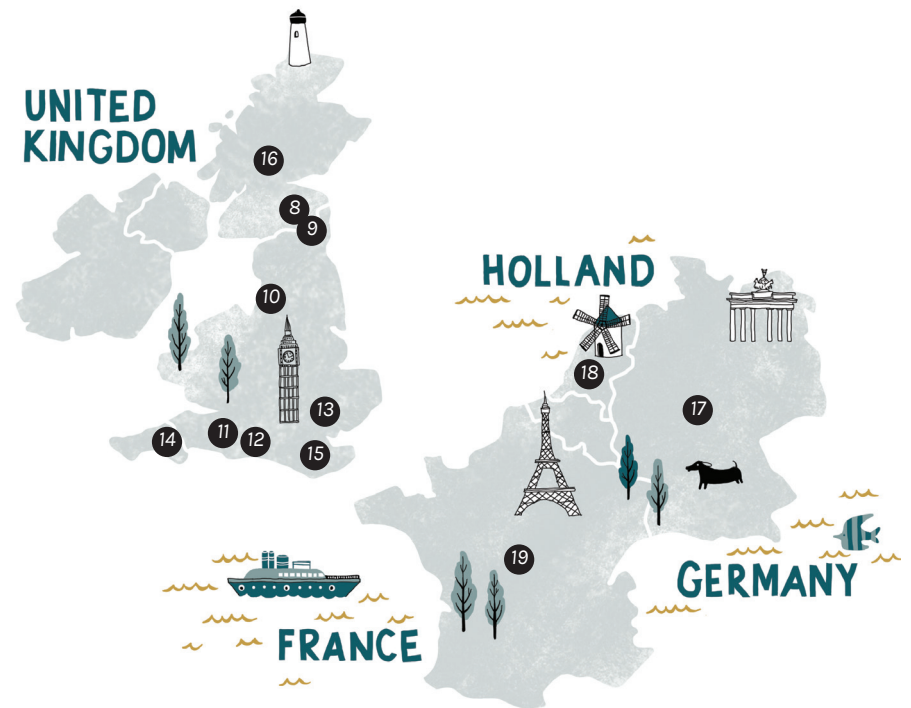 UNITED
KINGDOM
16
8
9
HOLLAND
10
18
13
17
11
14
12
15
19
GERMANY
FRANCE